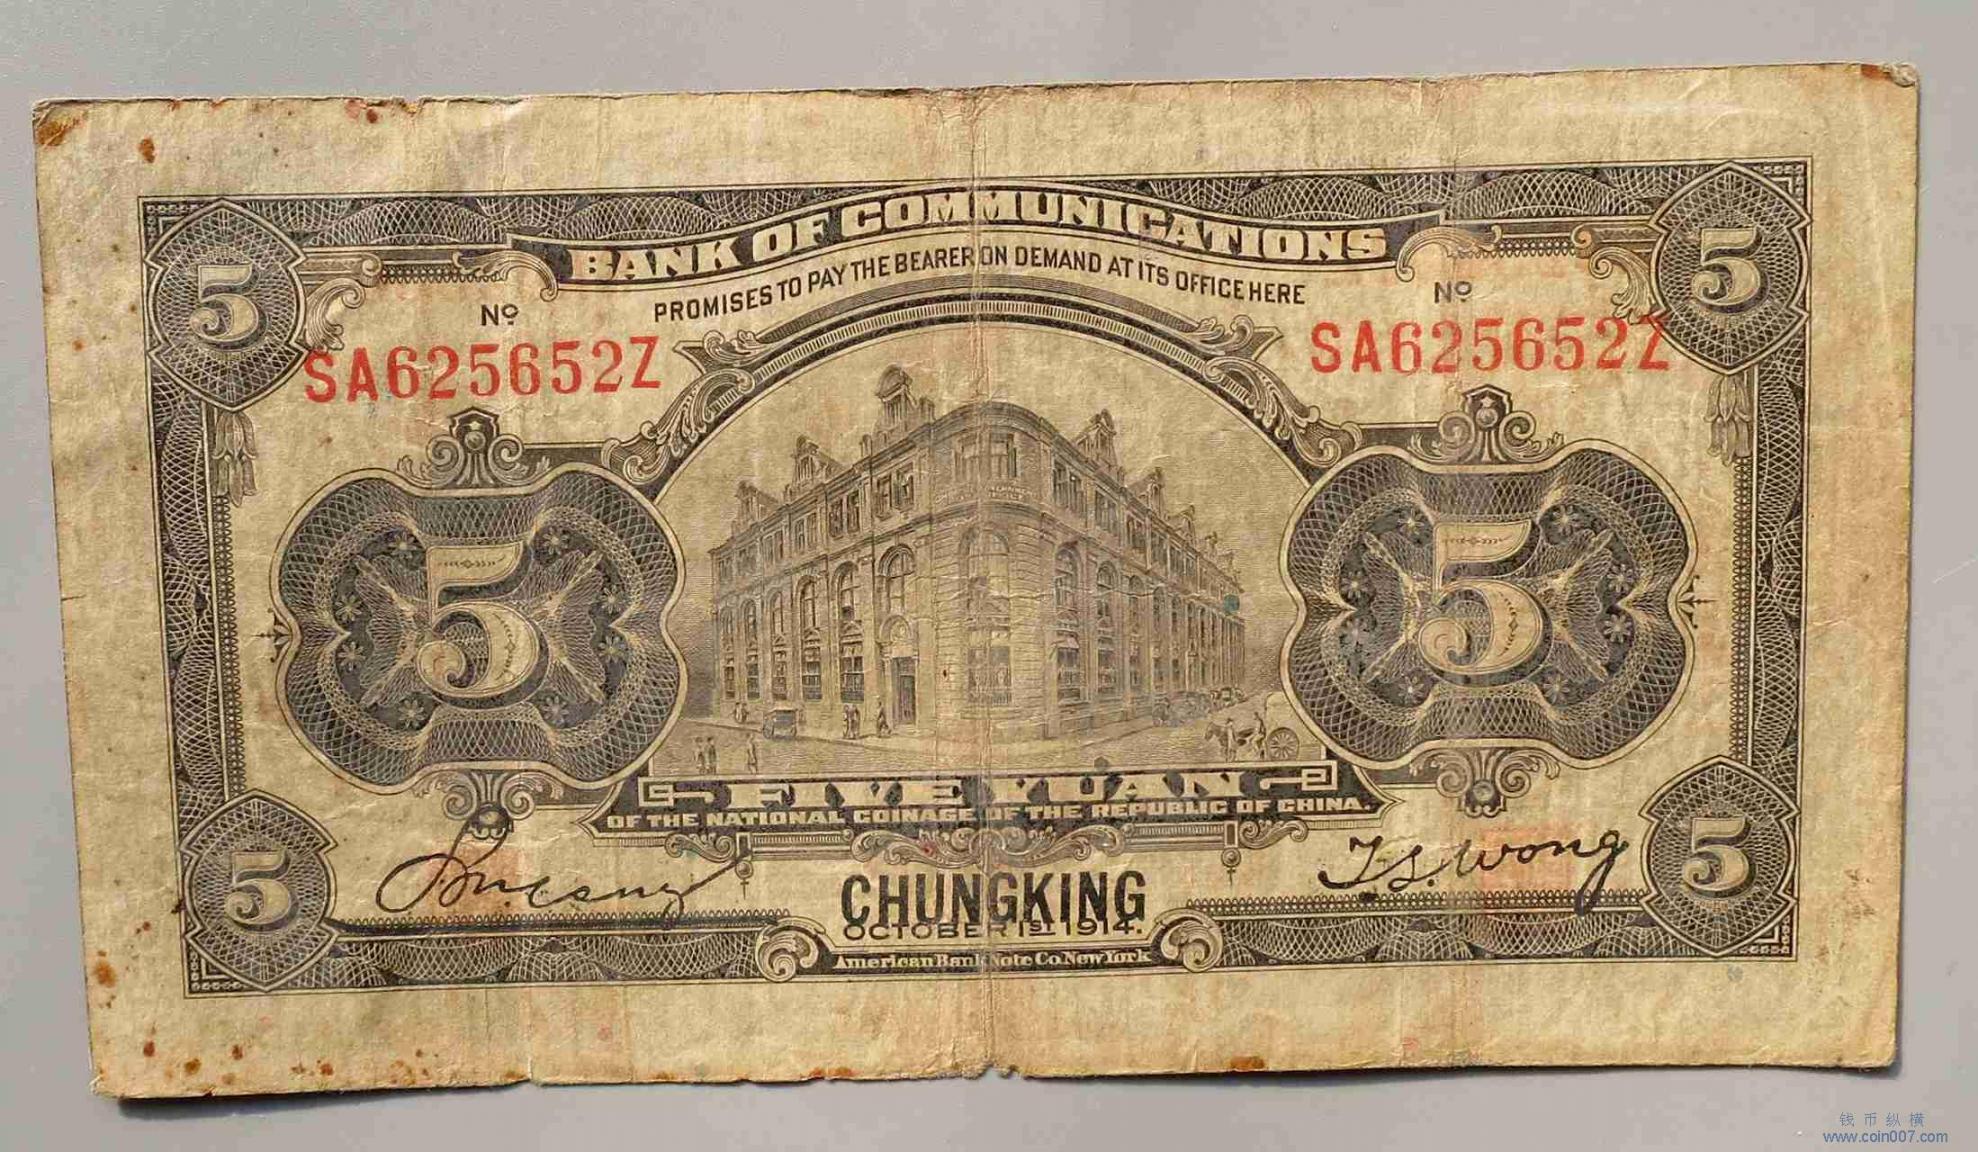 BANK OF COMMUNICATIONS
PROMISES TO PAY THE BEARER ON DEMAND AT ITS OFFICE HERE
5
5
Nº
Nº
SA625652Z
SA625652Z
5
5
FIVE YUAN
OF THE NATIONAL COINAGE OF THE REPUBLIC OF CHINA.
T.S. Wong
5
5
CHUNGKING
OCTOBER 1ST 1914.
American Bank Note Co. New York
钱币纵横
www.coin007.com